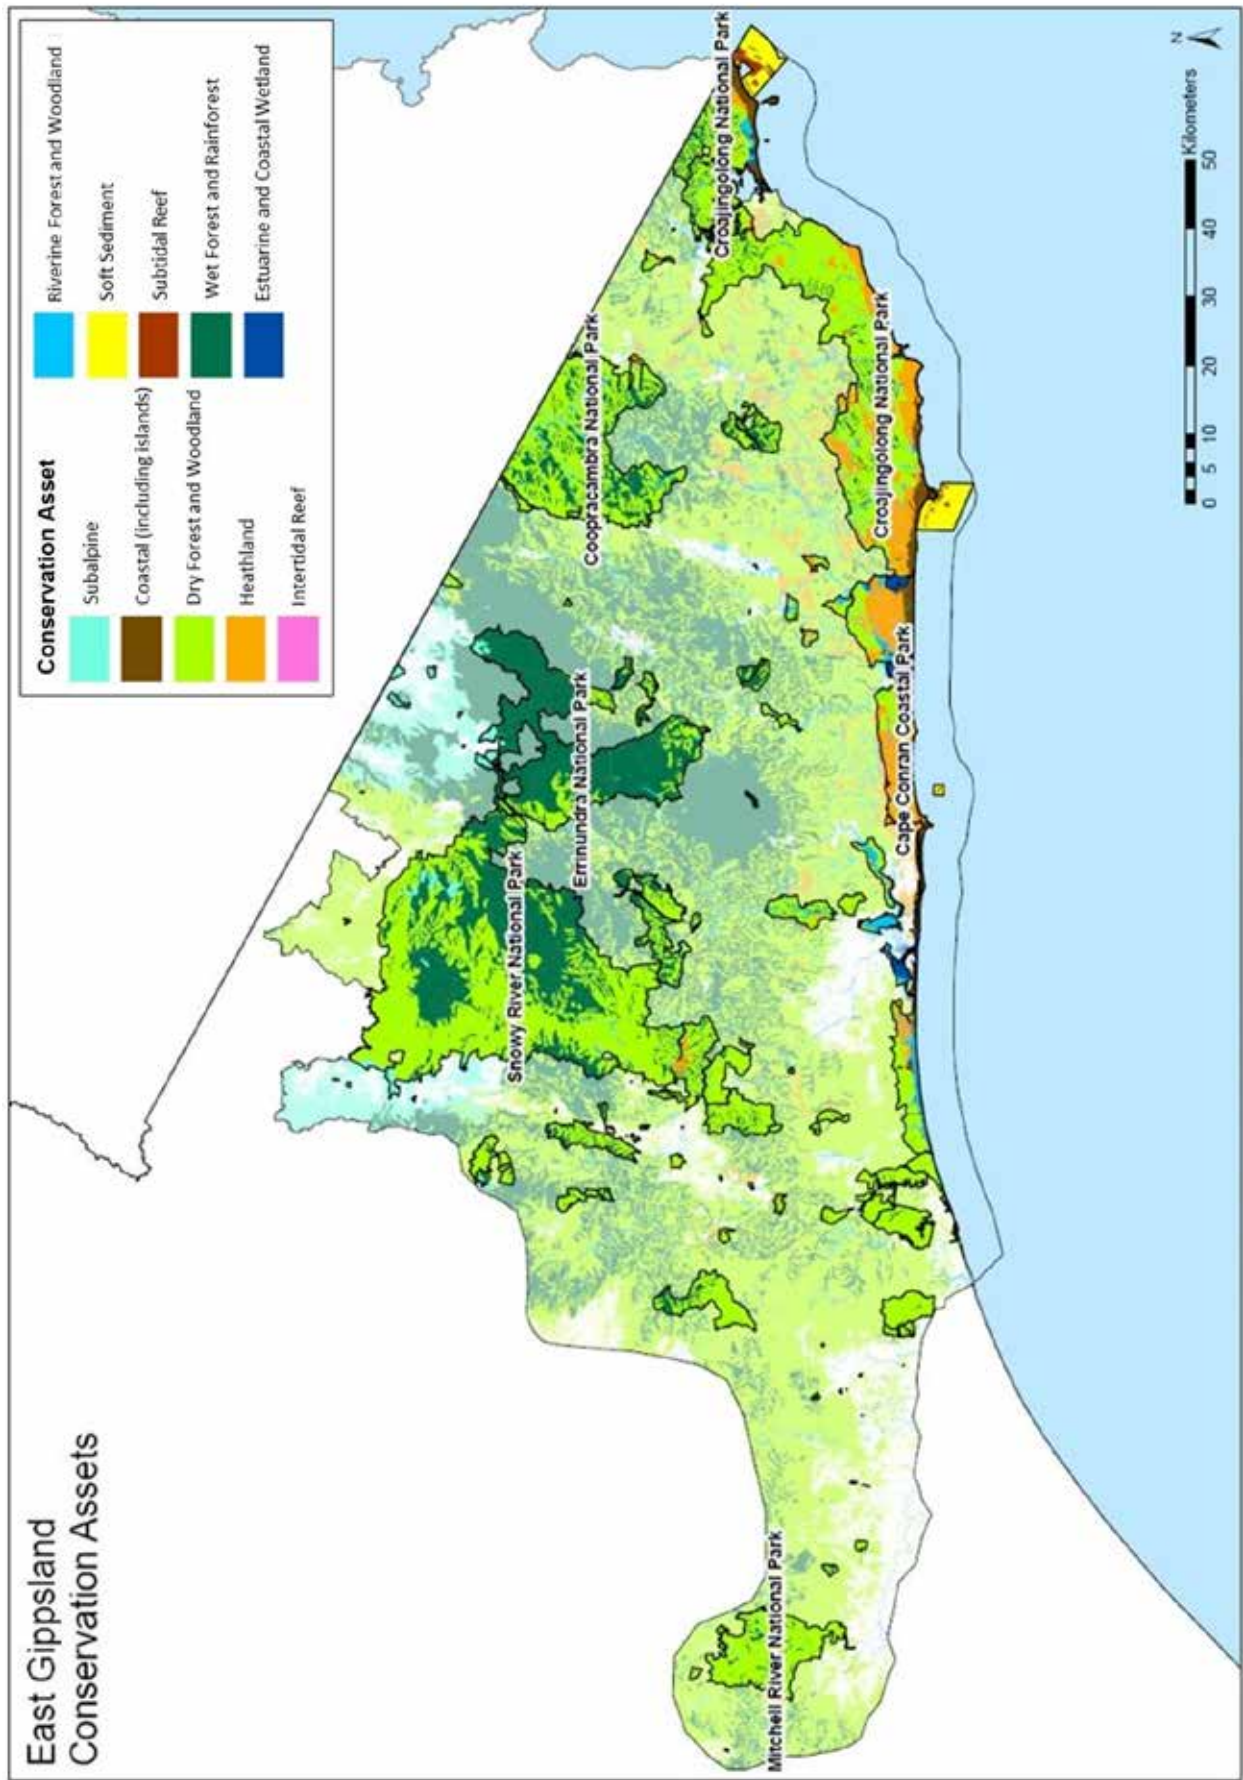 East Gippsland
Conservation Assets
Conservation Asset
Subalpine
Coastal (including islands)
Dry Forest and Woodland
Heathland
Intertidal Reef
Riverine Forest and Woodland
Soft Sediment
Subtidal Reef
Wet Forest and Rainforest
Estuarine and Coastal Wetland
Snowy River National Park
Errinundra National Park
Coopracambra National Park
Croajingolong National Park
Croajingolong National Park
Cape Conran Coastal Park
Mitchell River National Park
N
0 5 10 20 30 40 50
Kilometers